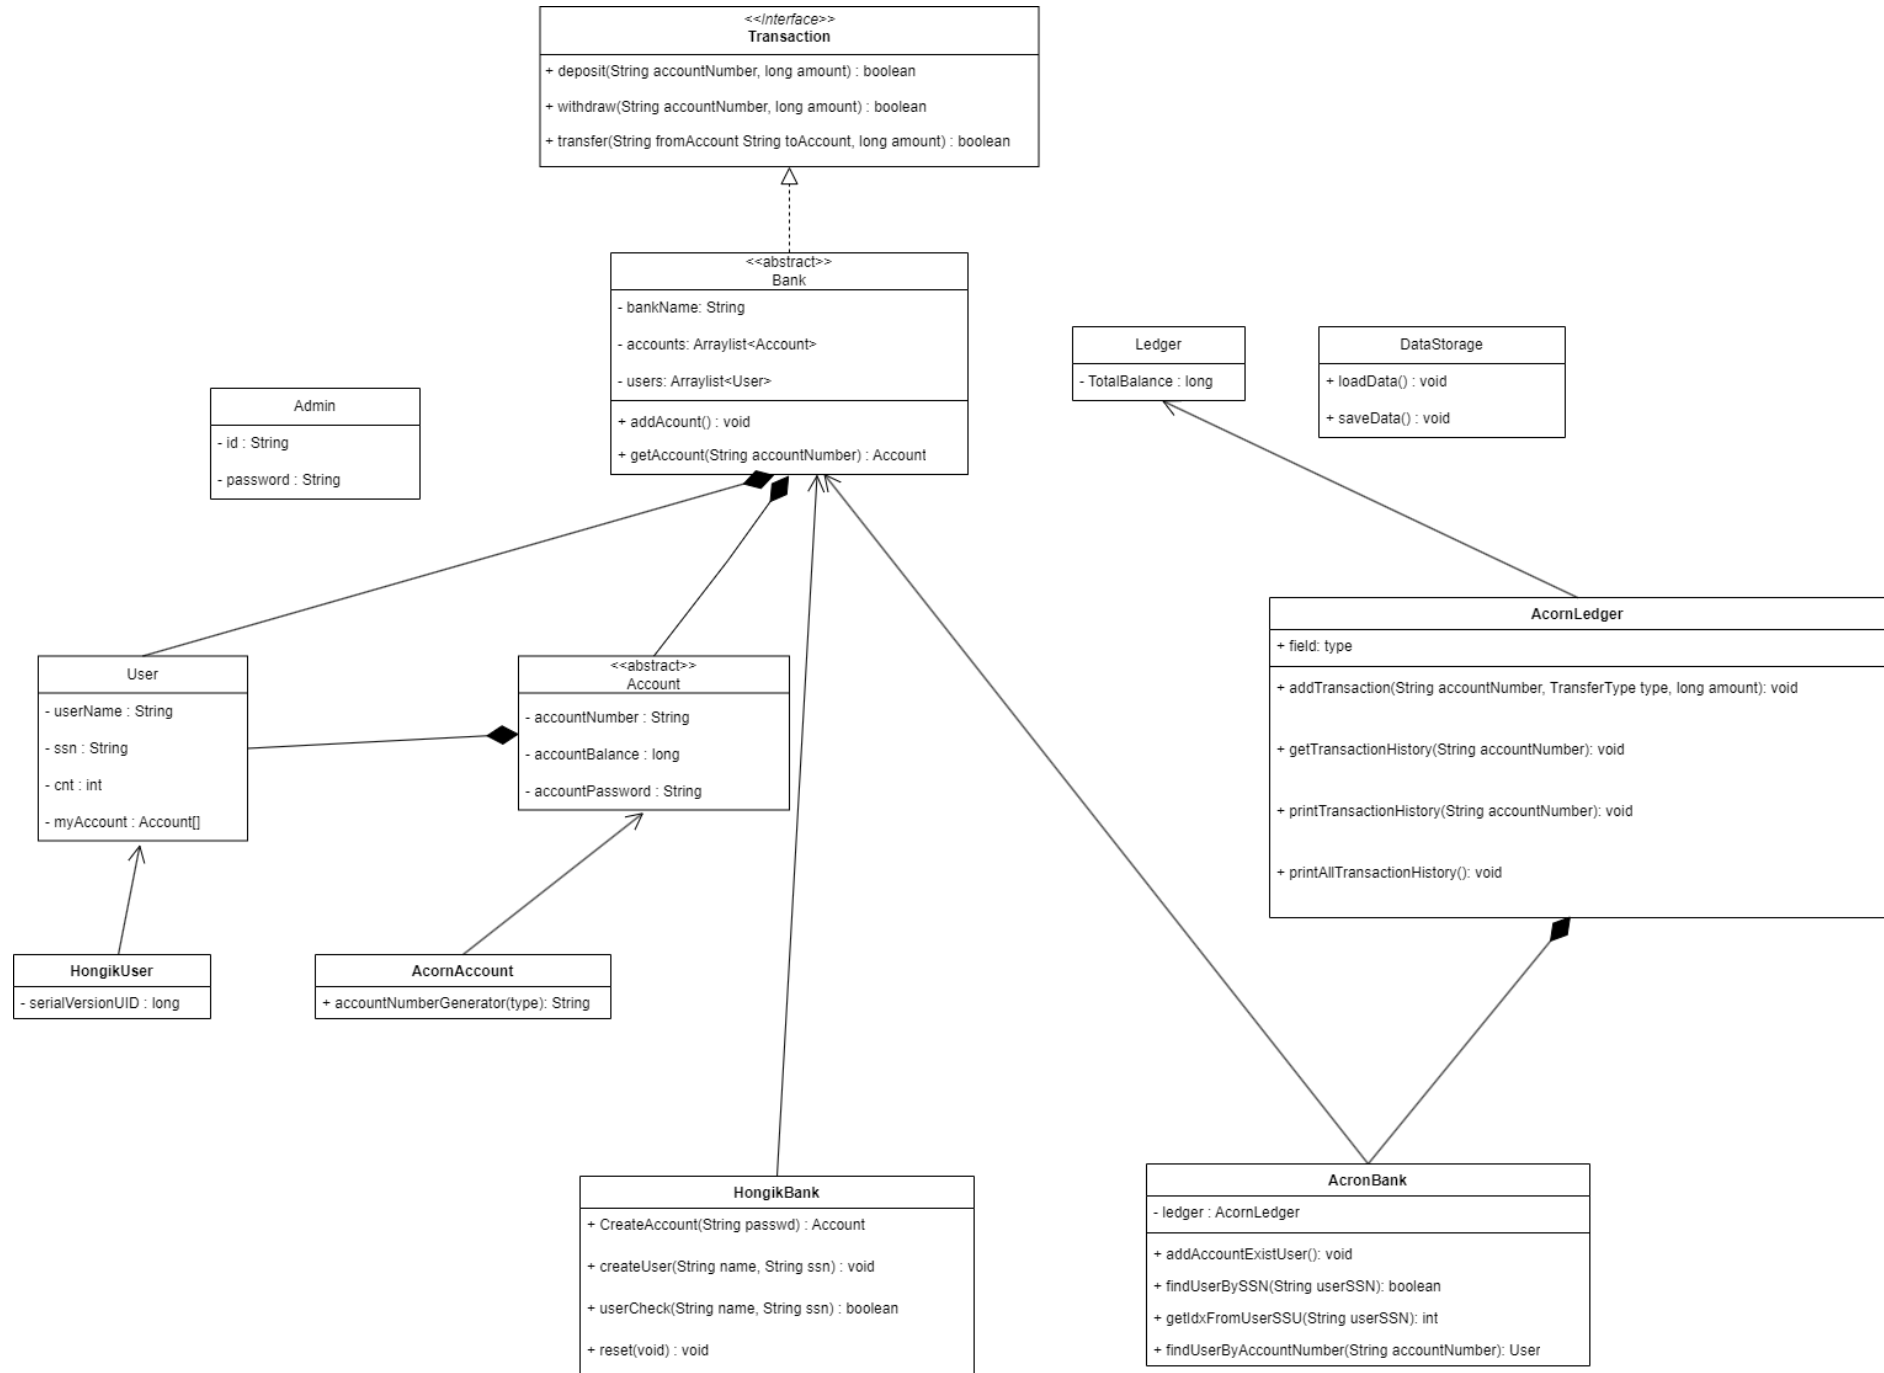 <<Interface>>
Transaction
+ deposit(String accountNumber, long amount) : boolean
+ withdraw(String accountNumber, long amount) : boolean
+ transfer(String fromAccount String toAccount, long amount) : boolean
<<abstract>>
Bank
- bankName: String
- accounts: Arraylist<Account>
- users: Arraylist<User>
+ addAcount() : void
+ getAccount(String accountNumber) : Account
Ledger
- TotalBalance : long
DataStorage
+ loadData() : void
+ saveData() : void
Admin
- id : String
- password : String
AcornLedger
+ field: type
+ addTransaction(String accountNumber, TransferType type, long amount): void
+ getTransactionHistory(String accountNumber): void
+ printTransactionHistory(String accountNumber): void
+ printAllTransactionHistory(): void
User
- userName : String
- ssn : String
- cnt : int
- myAccount : Account[]
<<abstract>>
Account
- accountNumber : String
- accountBalance : long
- accountPassword : String
HongikUser
- serialVersionUID : long
AcornAccount
+ accountNumberGenerator(type): String
HongikBank
+ CreateAccount(String passwd) : Account
+ createUser(String name, String ssn) : void
+ userCheck(String name, String ssn) : boolean
+ reset(void) : void
AcronBank
- ledger : AcornLedger
+ addAccountExistUser(): void
+ findUserBySSN(String userSSN): boolean
+ getIdxFromUserSSU(String userSSN): int
+ findUserByAccountNumber(String accountNumber): User